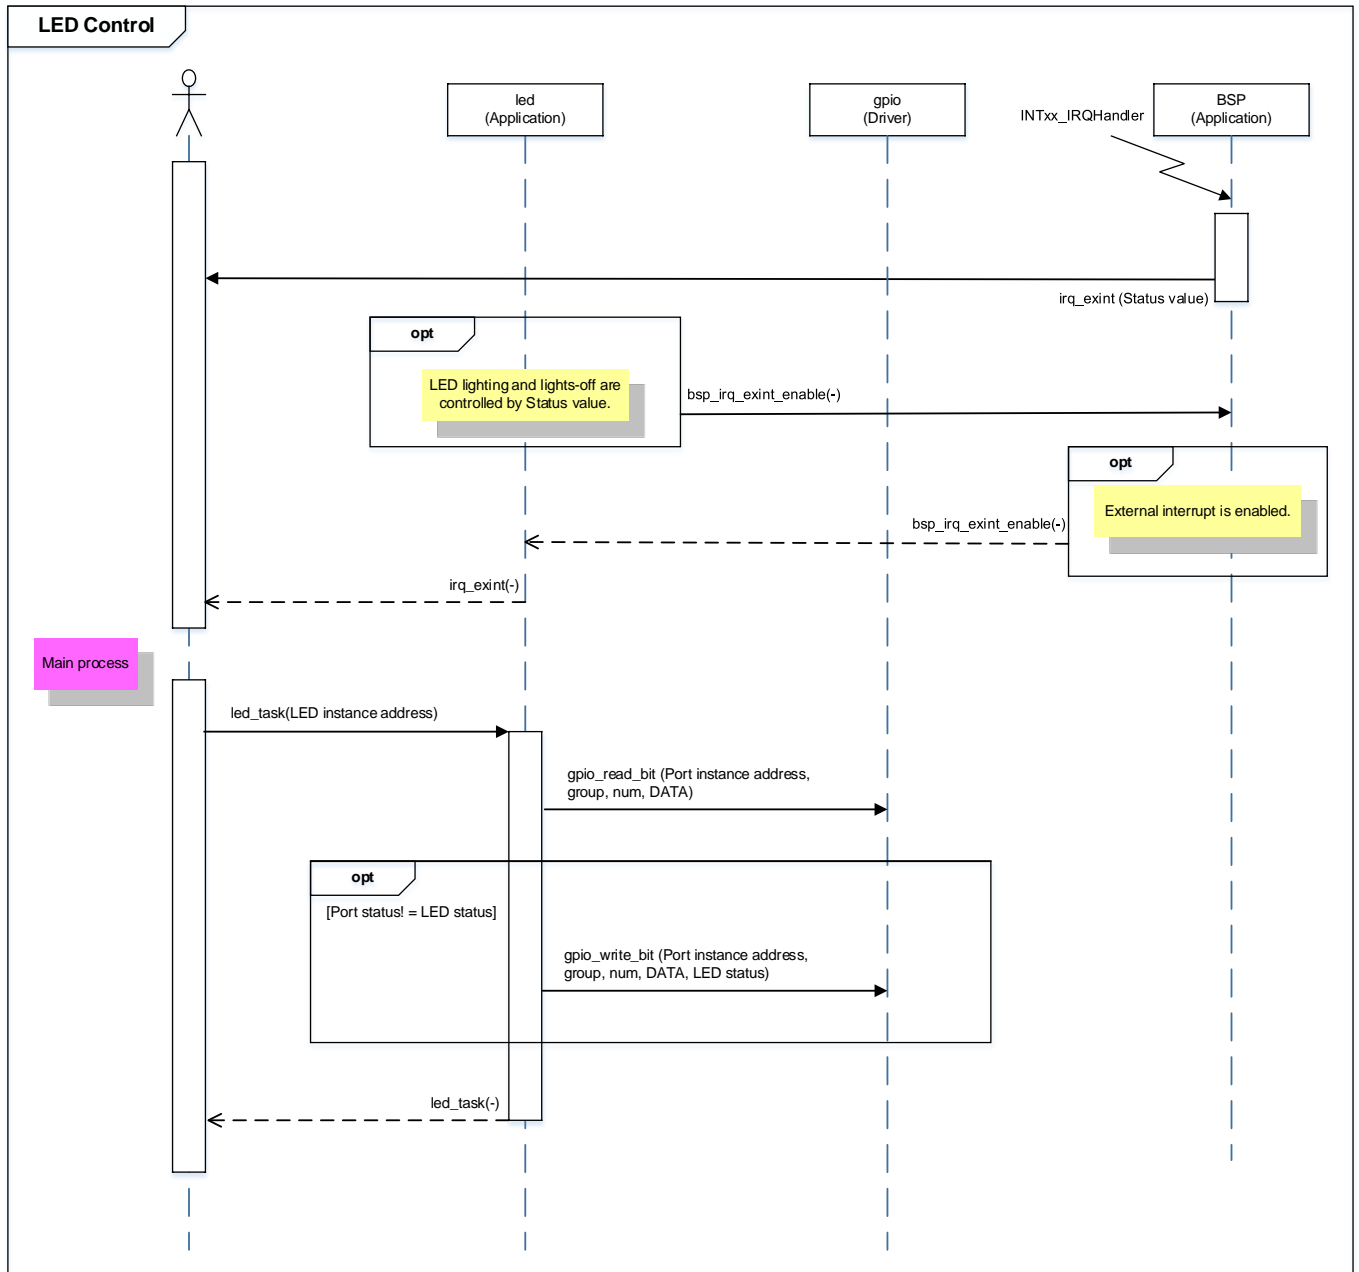 LED Control
led
(Application)
gpio
(Driver)
BSP
(Application)
INTxx_IRQHandler
irq_exint (Status value)
opt
LED lighting and lights-off are
controlled by Status value.
bsp_irq_exint_enable(-)
opt
External interrupt is enabled.
bsp_irq_exint_enable(-)
irq_exint(-)
Main process
led_task(LED instance address)
gpio_read_bit (Port instance address,
group, num, DATA)
opt
[Port status! = LED status]
gpio_write_bit (Port instance address,
group, num, DATA, LED status)
led_task(-)